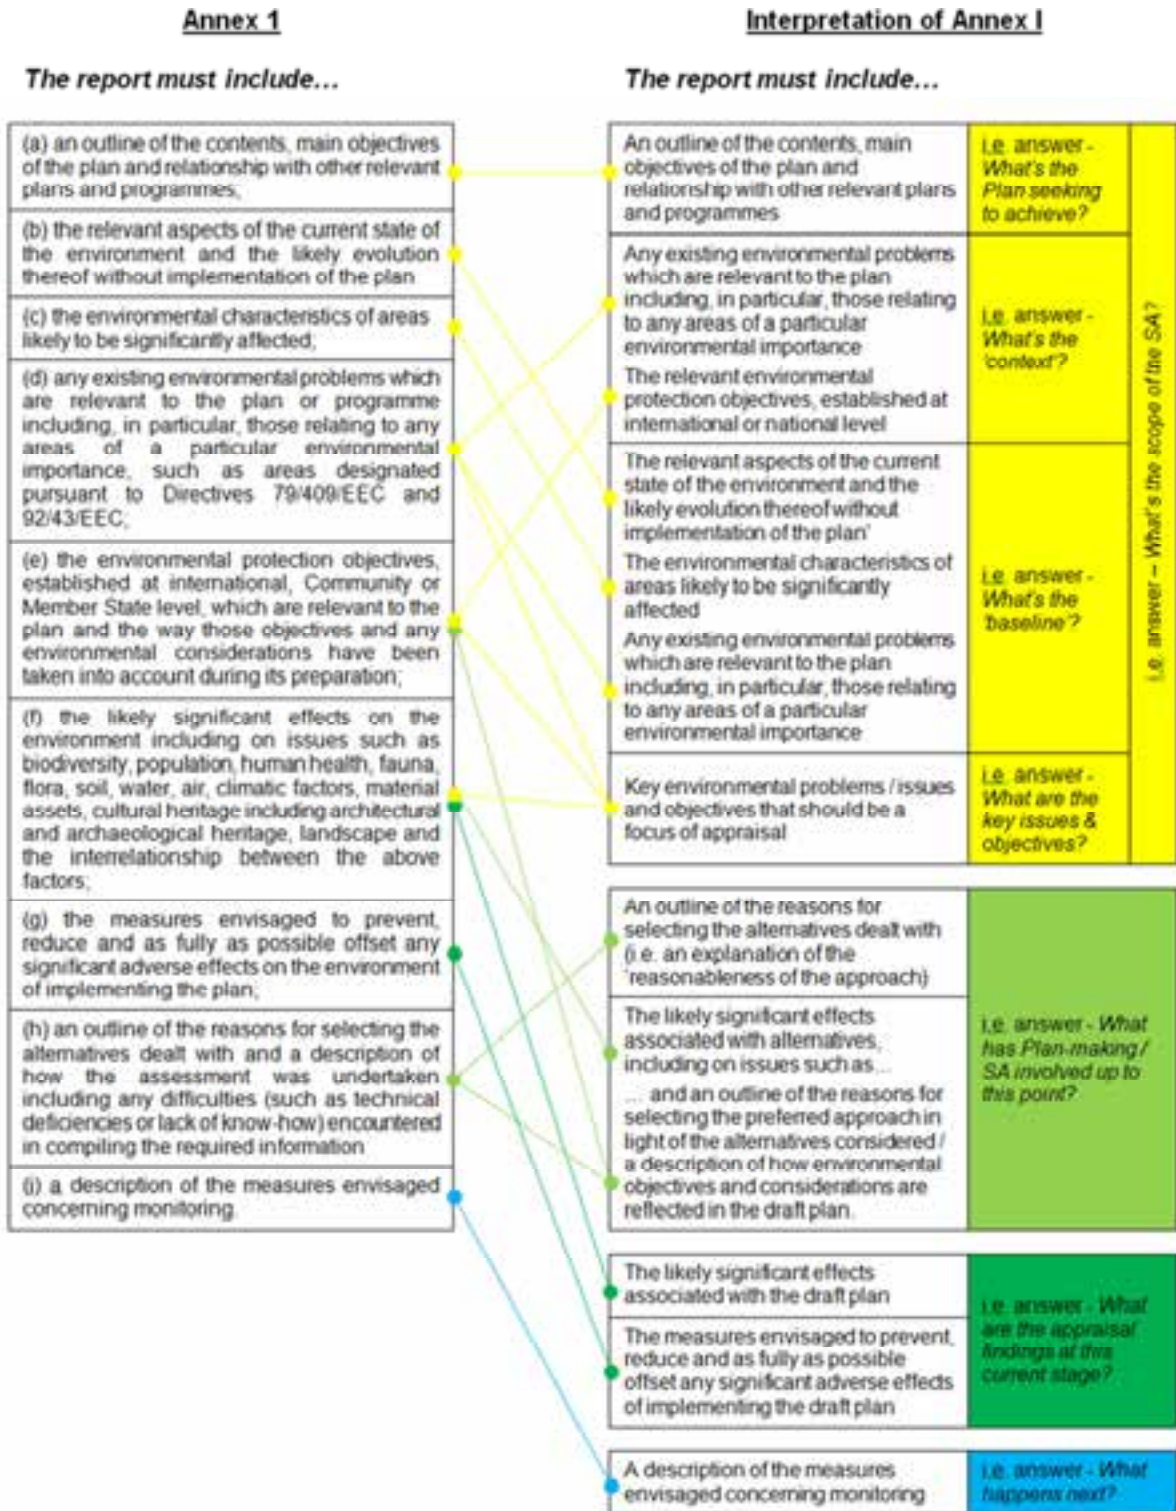 Annex 1
The report must include…
(a) an outline of the contents, main objectives
of the plan and relationship with other relevant
plans and programmes;
(b) the relevant aspects of the current state of
the environment and the likely evolution
thereof without implementation of the plan
(c) the environmental characteristics of areas
likely to be significantly affected;
(d) any existing environmental problems which
are relevant to the plan or programme
including, in particular, those relating to any
areas of a particular environmental
importance, such as areas designated
pursuant to Directives 79/409/EEC and
92/43/EEC;
(e) the environmental protection objectives,
established at international, Community or
Member State level, which are relevant to the
plan and the way those objectives and any
environmental considerations have been
taken into account during its preparation;
(f) the likely significant effects on the
environment including on issues such as
biodiversity, population, human health, fauna,
flora, soil, water, air, climatic factors, material
assets, cultural heritage including architectural
and archaeological heritage, landscape and
the interrelationship between the above
factors;
(g) the measures envisaged to prevent,
reduce and as fully as possible offset any
significant adverse effects on the environment
of implementing the plan;
(h) an outline of the reasons for selecting the
alternatives dealt with and a description of
how the assessment was undertaken
including any difficulties (such as technical
deficiencies or lack of know-how) encountered
in compiling the required information
(i) a description of the measures envisaged
concerning monitoring.
Interpretation of Annex I
The report must include…
An outline of the contents, main
objectives of the plan and
relationship with other relevant plans
and programmes
i.e. answer -
What's the
Plan seeking
to achieve?
Any existing environmental problems
which are relevant to the plan
including, in particular, those relating
to any areas of a particular
environmental importance
The relevant environmental
protection objectives, established at
international or national level
i.e. answer -
What's the
'context'?
The relevant aspects of the current
state of the environment and the
likely evolution thereof without
implementation of the plan'
The environmental characteristics of
areas likely to be significantly
affected
Any existing environmental problems
which are relevant to the plan
including, in particular, those relating
to any areas of a particular
environmental importance
i.e. answer -
What's the
'baseline'?
Key environmental problems / issues
and objectives that should be a
focus of appraisal
i.e. answer -
What are the
key issues &
objectives?
i.e. answer – What's the scope of the SA?
An outline of the reasons for
selecting the alternatives dealt with
(i.e. an explanation of the
'reasonableness of the approach)
The likely significant effects
associated with alternatives,
including on issues such as…
… and an outline of the reasons for
selecting the preferred approach in
light of the alternatives considered /
a description of how environmental
objectives and considerations are
reflected in the draft plan.
i.e. answer - What
has Plan-making /
SA involved up to
this point?
The likely significant effects
associated with the draft plan
The measures envisaged to prevent,
reduce and as fully as possible
offset any significant adverse effects
of implementing the draft plan
i.e. answer - What
are the appraisal
findings at this
current stage?
A description of the measures
envisaged concerning monitoring
i.e. answer - What
happens next?